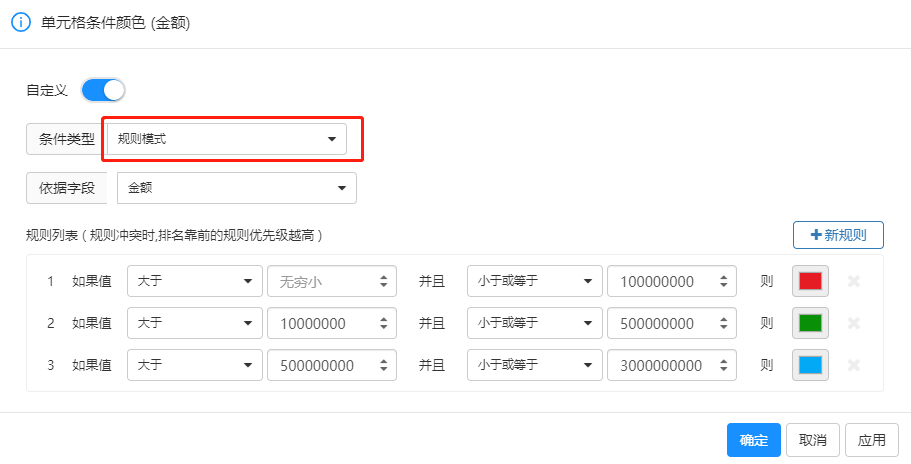 单元格条件颜色 (金额)
自定义
条件类型 规则模式
依据字段 金额
规则列表 ( 规则冲突时,排名靠前的规则优先级越高 ) +新规则
1 如果值 大于 无穷小 并且 小于或等于 100000000 则
2 如果值 大于 10000000 并且 小于或等于 500000000 则
3 如果值 大于 500000000 并且 小于或等于 3000000000 则
确定 取消 应用